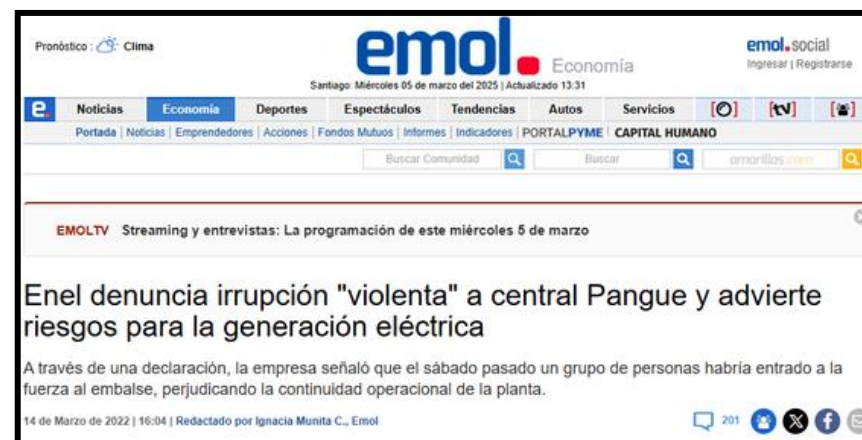 Pronóstico : Clima
emol. Economía
emol.social
Ingresar | Registrarse
Santiago: Miércoles 05 de marzo del 2025 | Actualizado 13:31
e. Noticias Economía Deportes Espectáculos Tendencias Autos Servicios [tv]
Portada | Noticias | Emprendedores | Acciones | Fondos Mutuos | Informes | Indicadores | PORTALPYME | CAPITAL HUMANO
Buscar Comunidad Buscar amarillas.com
EMOLTV Streaming y entrevistas: La programación de este miércoles 5 de marzo
Enel denuncia irrupción "violenta" a central Pangue y advierte
riesgos para la generación eléctrica
A través de una declaración, la empresa señaló que el sábado pasado un grupo de personas habría entrado a la
fuerza al embalse, perjudicando la continuidad operacional de la planta.
14 de Marzo de 2022 | 16:04 | Redactado por Ignacia Munita C., Emol 201